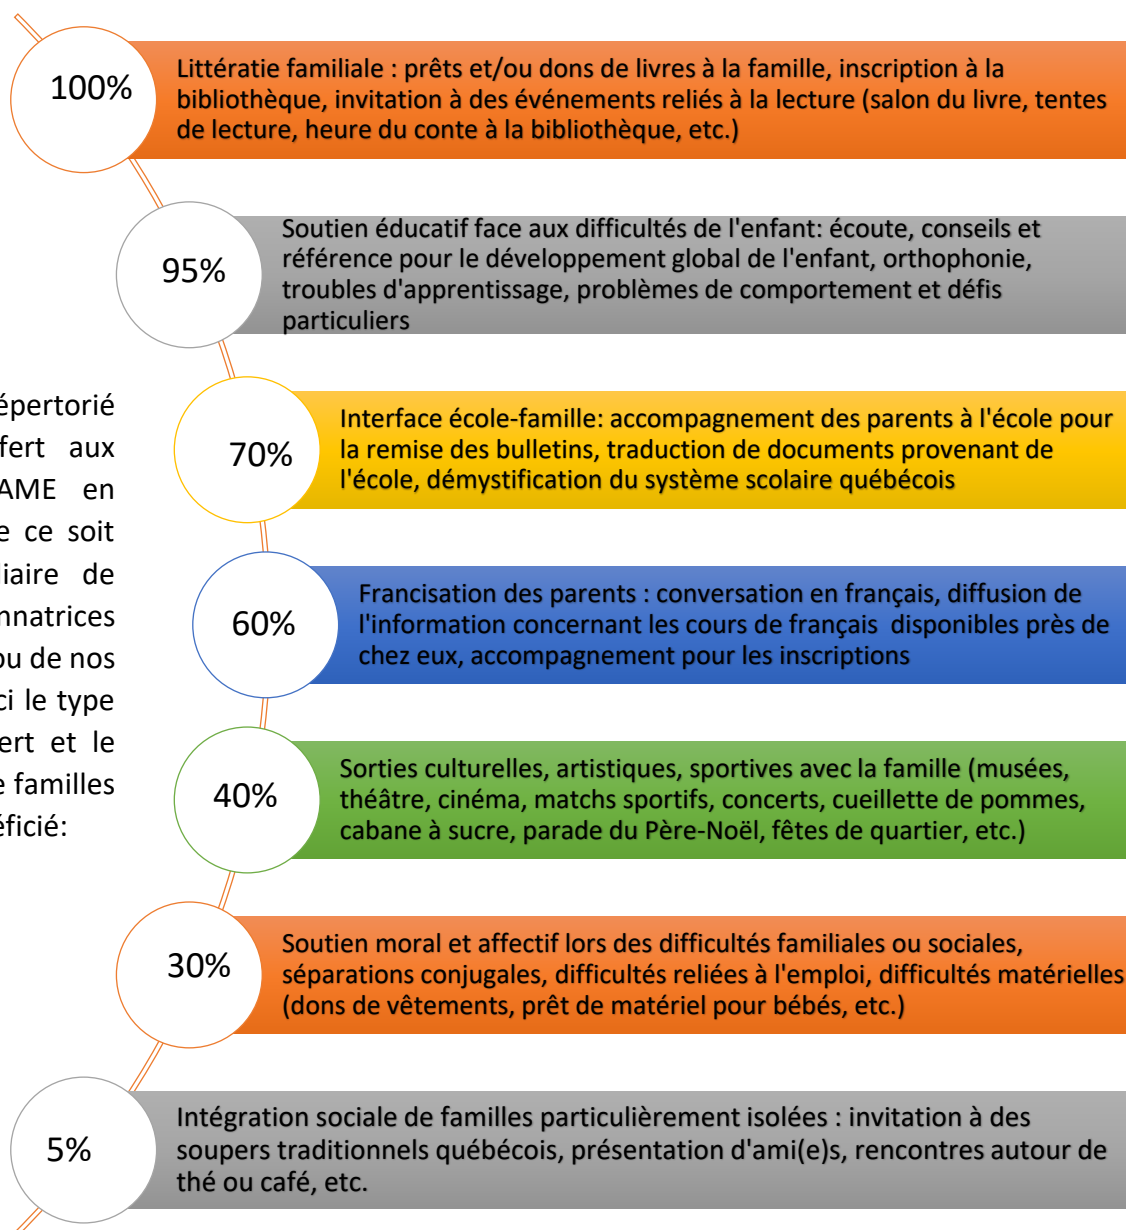 100%
Littératie familiale : prêts et/ou dons de livres à la famille, inscription à la
bibliothèque, invitation à des événements reliés à la lecture (salon du livre, tentes
de lecture, heure du conte à la bibliothèque, etc.)
95%
Soutien éducatif face aux difficultés de l'enfant: écoute, conseils et
référence pour le développement global de l'enfant, orthophonie,
troubles d'apprentissage, problèmes de comportement et défis
particuliers
épertorié
fert aux
AME en
e ce soit
diaire de
nnatrices
ou de nos
ci le type
ert et le
e familles
éficié:
70%
Interface école-famille: accompagnement des parents à l'école pour
la remise des bulletins, traduction de documents provenant de
l'école, démystification du système scolaire québécois
60%
Francisation des parents : conversation en français, diffusion de
l'information concernant les cours de français disponibles près de
chez eux, accompagnement pour les inscriptions
40%
Sorties culturelles, artistiques, sportives avec la famille (musées,
théâtre, cinéma, matchs sportifs, concerts, cueillette de pommes,
cabane à sucre, parade du Père-Noël, fêtes de quartier, etc.)
30%
Soutien moral et affectif lors des difficultés familiales ou sociales,
séparations conjugales, difficultés reliées à l'emploi, difficultés matérielles
(dons de vêtements, prêt de matériel pour bébés, etc.)
5%
Intégration sociale de familles particulièrement isolées : invitation à des
soupers traditionnels québécois, présentation d'ami(e)s, rencontres autour de
thé ou café, etc.